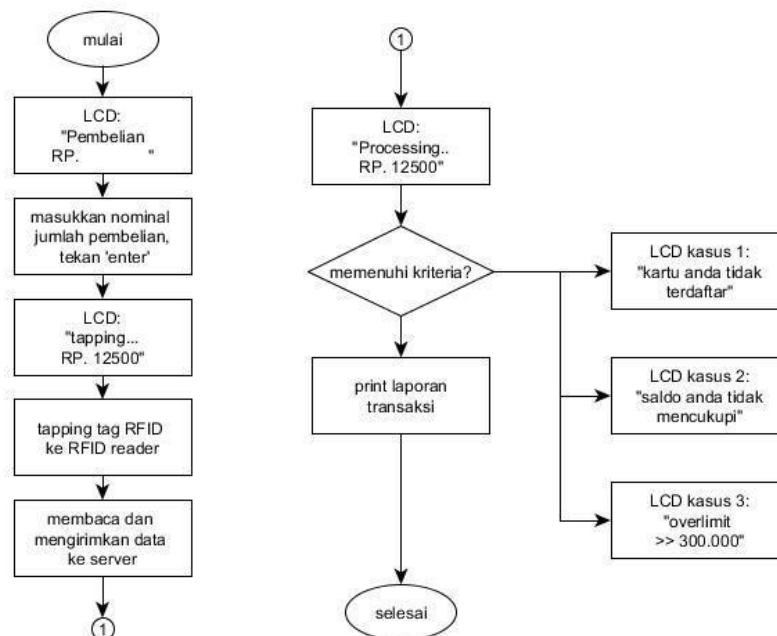 mulai
LCD:
"Pembelian
RP. "
masukkan nominal
jumlah pembelian,
tekan 'enter'
LCD:
"tapping...
RP. 12500"
tapping tag RFID
ke RFID reader
membaca dan
mengirimkan data
ke server
1
1
LCD:
"Processing..
RP. 12500"
memenuhi kriteria?
print laporan
transaksi
selesai
LCD kasus 1:
"kartu anda tidak
terdaftar"
LCD kasus 2:
"saldo anda tidak
mencukupi"
LCD kasus 3:
"overlimit
>> 300.000"